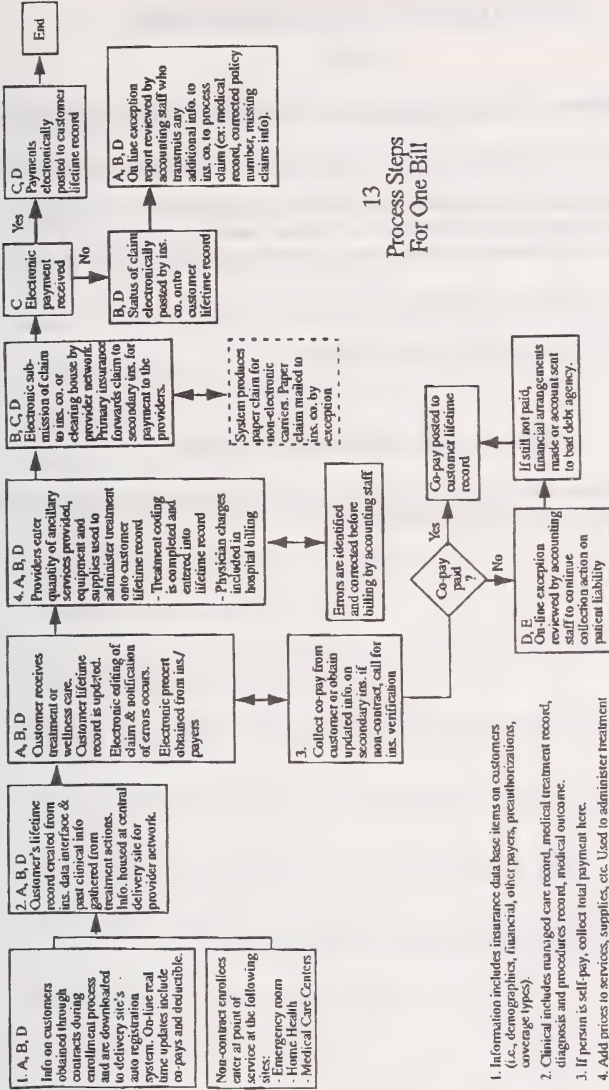 1. A, B, D
Info on customers
obtained through
contracts during
enrollment process
and are downloaded
to delivery site's
auto registration
system. On-line real
time updates include
co-pays and deductible.
Non-contract enrollees
enter at point of
service at the following
sites:
- Emergency room
- Home Health
- Medical Care Centers
2. A, B, D
Customer's lifetime
record created from
ins. data interface &
past clinical info
gathered from
treatment actions.
Info. housed at central
delivery site for
provider network.
A, B, D
Customer receives
treatment or
wellness care.
Customer lifetime
record is updated.
Electronic editing of
claim & notification
of errors occurs.
Electronic precert
obtained from ins./
payers
3.
Collect co-pay from
customer or obtain
updated info. on
secondary ins. if
non-contract, call for
ins. verification
4. A, B, D
Providers enter
quantity of ancillary
services provided,
equipment and
supplies used to
administer treatment
onto customer
lifetime record
- Treatment coding
is completed and
entered into
lifetime record
- Physician charges
included in
hospital billing
Errors are identified
and corrected before
billing by accounting staff
B, C, D
Electronic sub-
mission of claim
to ins. co. or
clearing house by
provider network.
Primary insurance
forwards claim to
secondary ins. for
payment to the
providers.
System produces
paper claim for
non-electronic
carriers. Paper
claim mailed to
ins. co. by
exception
C
Electronic
payment
received
Yes
No
C, D
Payments
electronically
posted to customer
lifetime record
End
B, D
Status of claim
electronically
posted by ins.
co. onto
customer
lifetime record
A, B, D
On line exception
report reviewed by
accounting staff who
transmits any
additional info. to
ins. co. to process
claim (ex: medical
record, corrected policy
number, missing
claims info).
Co-pay
paid
?
Yes
No
Co-pay posted to
customer lifetime
record
D, E
On-line exception
reviewed by accounting
staff to continue
collection action on
patient liability
If still not paid,
financial arrangements
made or account sent
to bad debt agency.
13
Process Steps
For One Bill
1. Information includes insurance data base items on customers
(i.e., demographics, financial, other payers, preauthorizations,
coverage types).
2. Clinical includes managed care record, medical treatment record,
diagnosis and procedures record, medical outcome.
3. If person is self-pay, collect total payment here.
4. Add prices to services, supplies, etc. Used to administer treatment